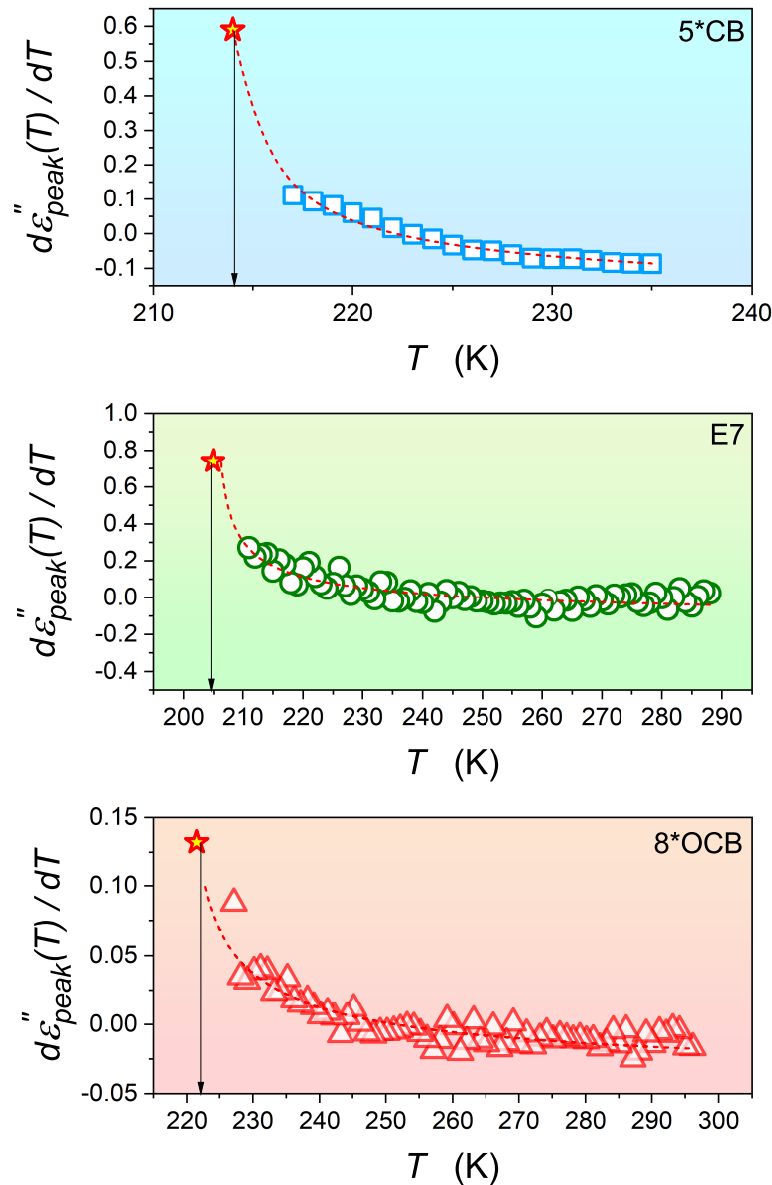 5*CB
dε"peak(T) / dT
0.6
0.5
0.4
0.3
0.2
0.1
0.0
-0.1
210 220 230 240
T (K)
E7
dε"peak(T) / dT
1.0
0.8
0.6
0.4
0.2
0.0
-0.2
-0.4
200 210 220 230 240 250 260 270 280 290
T (K)
8*OCB
dε"peak(T) / dT
0.15
0.10
0.05
0.00
-0.05
220 230 240 250 260 270 280 290 300
T (K)